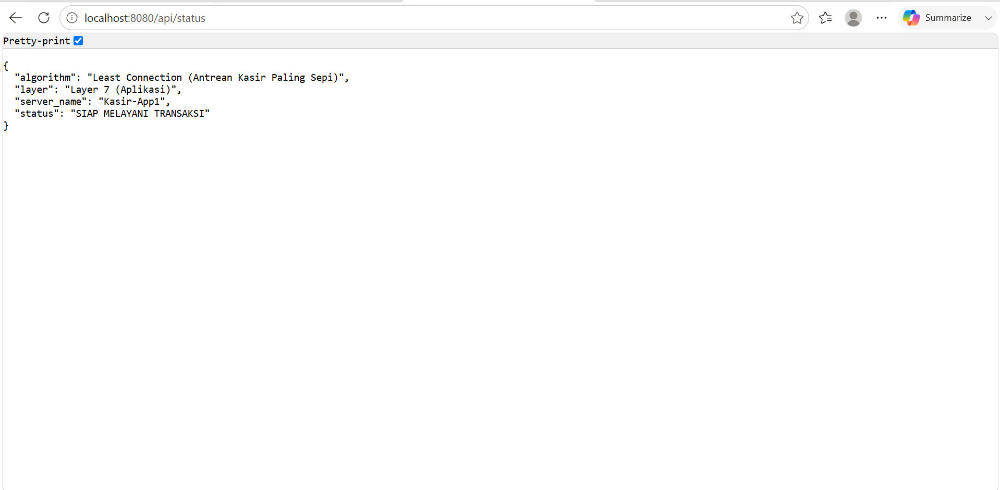 localhost:8080/api/status
Summarize
Pretty-print
{
  "algorithm": "Least Connection (Antrean Kasir Paling Sepi)",
  "layer": "Layer 7 (Aplikasi)",
  "server_name": "Kasir-App1",
  "status": "SIAP MELAYANI TRANSAKSI"
}